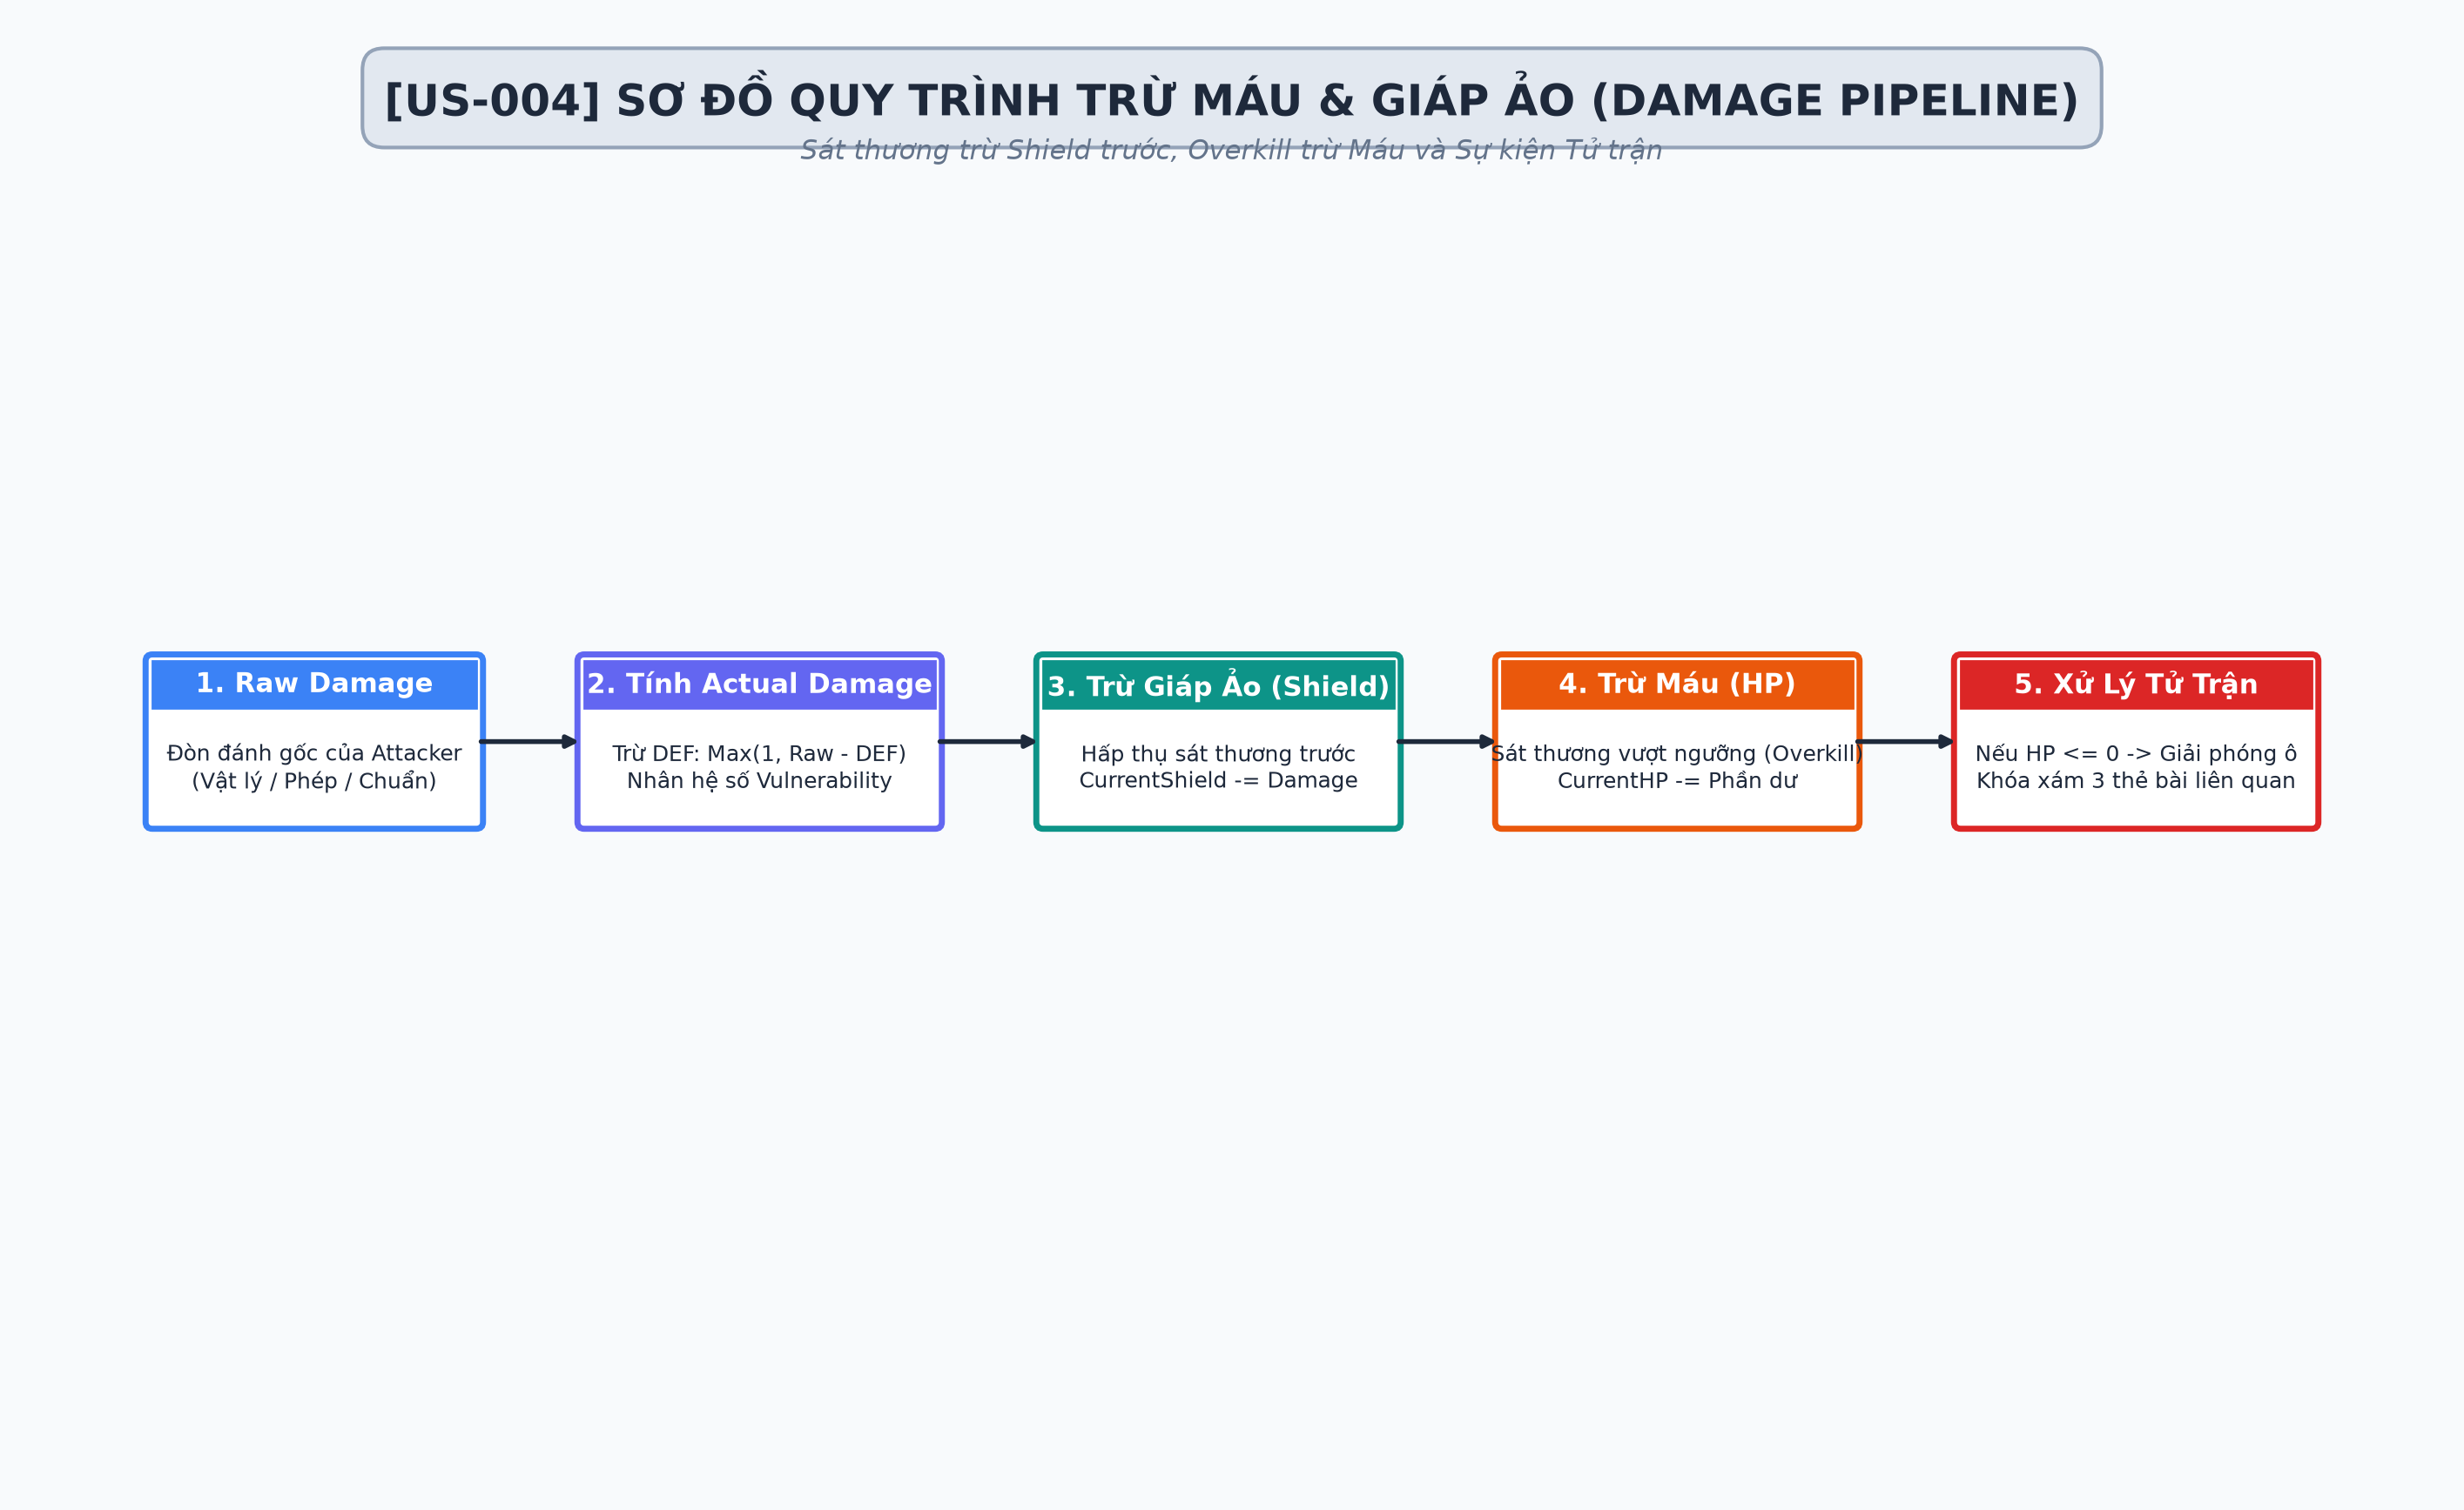 [US-004] SƠ ĐỒ QUY TRÌNH TRỪ MÁU & GIÁP ẢO (DAMAGE PIPELINE)
Sát thương trừ Shield trước, Overkill trừ Máu và Sự kiện Tử trận
1. Raw Damage
Đòn đánh gốc của Attacker
(Vật lý / Phép / Chuẩn)
2. Tính Actual Damage
Trừ DEF: Max(1, Raw - DEF)
Nhân hệ số Vulnerability
3. Trừ Giáp Ảo (Shield)
Hấp thụ sát thương trước
CurrentShield -= Damage
4. Trừ Máu (HP)
Sát thương vượt ngưỡng (Overkill)
CurrentHP -= Phần dư
5. Xử Lý Tử Trận
Nếu HP <= 0 -> Giải phóng ô
Khóa xám 3 thẻ bài liên quan